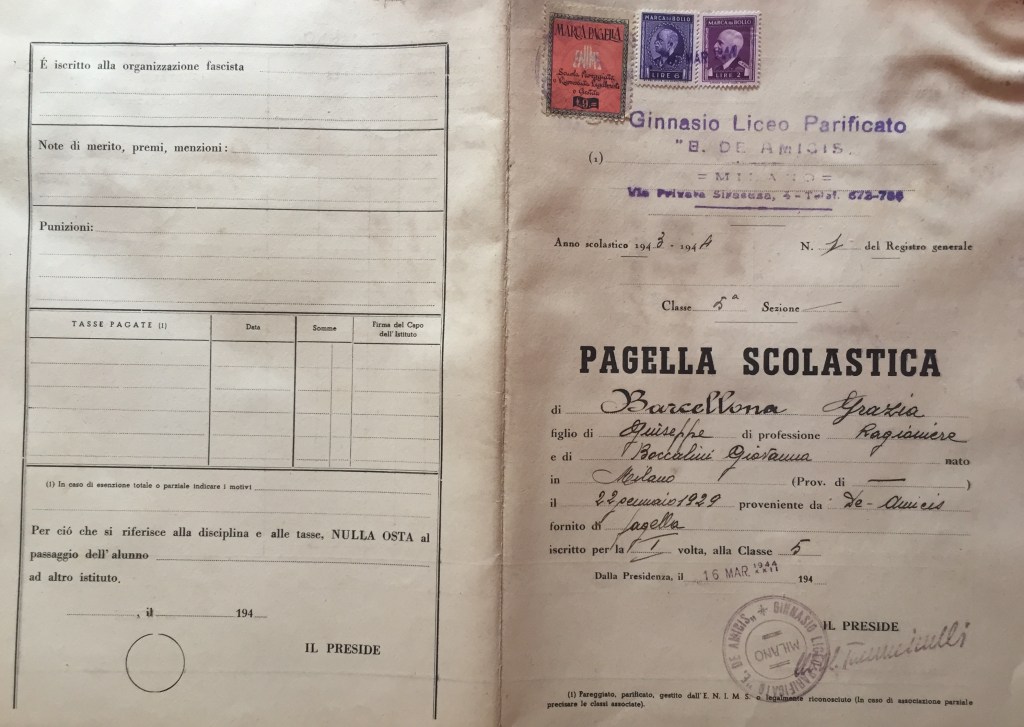 É iscritto alla organizzazione fascista
Note di merito, premi, menzioni:
Punizioni:
TASSE PAGATE (1)
Data
Somme
Firma del Capo dell'Istituto
(1) In caso di esenzione totale o parziale indicare i motivi
Per ció che si riferisce alla disciplina e alle tasse, NULLA OSTA al
passaggio dell'alunno
ad altro istituto.
, il 194
IL PRESIDE
MARCA PAGELLA
MARCA DA BOLLO
LIRE 6
MARCA DA BOLLO
LIRE 2
Ginnasio Liceo Parificato
(1) "E. DE AMICIS"
= MILANO =
Via Privata Siracusa, 4 - Telef.
Anno scolastico 1943 - 1944 N. 1 del Registro generale
Classe 5ª Sezione
PAGELLA SCOLASTICA
di Barcellona Grazia
figlio di Giuseppe di professione Ragioniere
e di Boccalini Giovanna nato
in Milano (Prov. di — )
il 22 gennaio 1929 proveniente da De-Amicis
fornito di pagella
iscritto per la I volta, alla Classe 5
Dalla Presidenza, il 16 MAR. 1944 XXII 194
IL PRESIDE
GINNASIO LICEO PARIFICATO "E. DE AMICIS" MILANO
(1) Pareggiato, parificato, gestito dall'E. N. I. M. S. o legalmente riconosciuto (In caso di associazione parziale
precisare le classi associate).